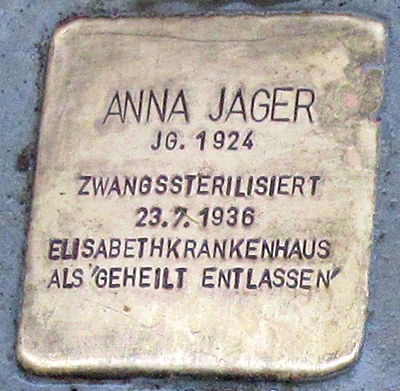 ANNA JAGER
JG. 1924
ZWANGSSTERILISIERT
23.7. 1936
ELISABETHKRANKENHAUS
ALS "GEHEILT ENTLASSEN"